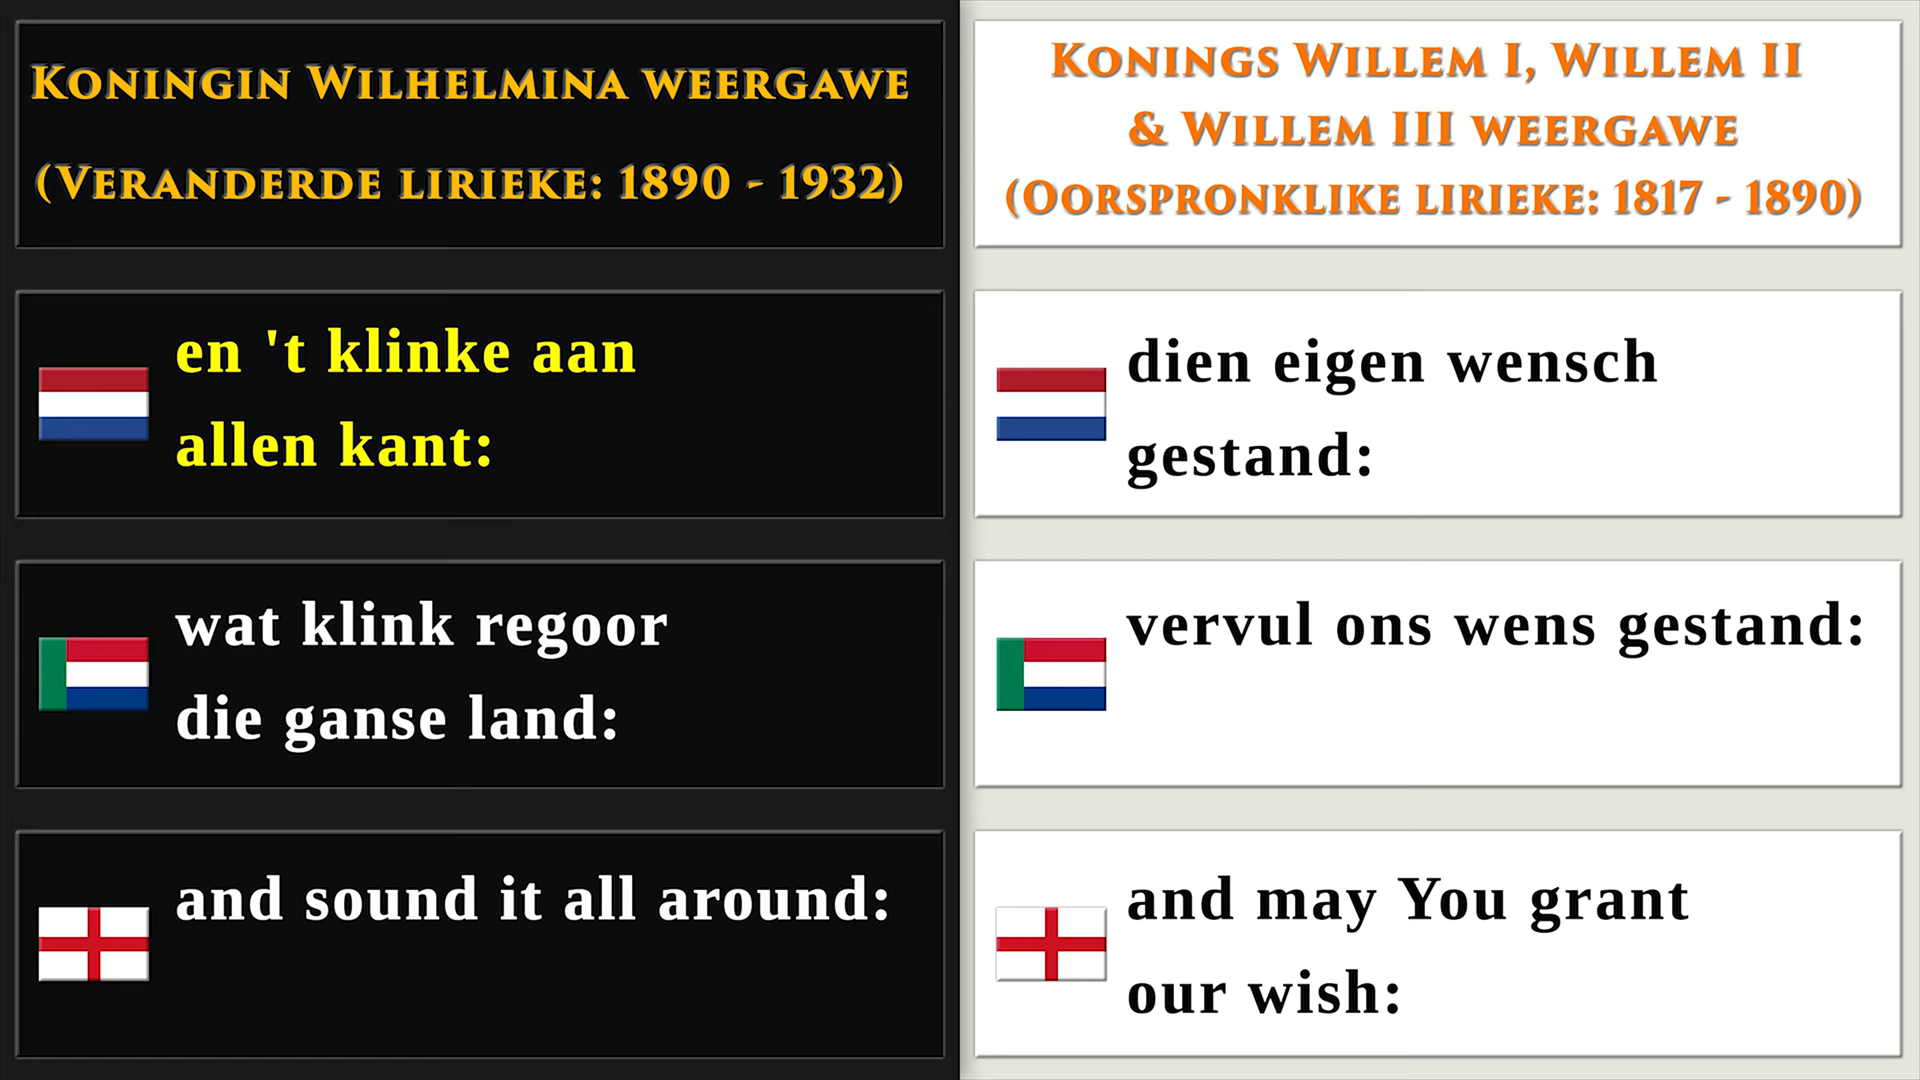 Koningin Wilhelmina weergawe
(Veranderde lirieke: 1890 - 1932)
en 't klinke aan
allen kant:
wat klink regoor
die ganse land:
and sound it all around:
Konings Willem I, Willem II
& Willem III weergawe
(Oorspronklike lirieke: 1817 - 1890)
dien eigen wensch
gestand:
vervul ons wens gestand:
and may You grant
our wish: